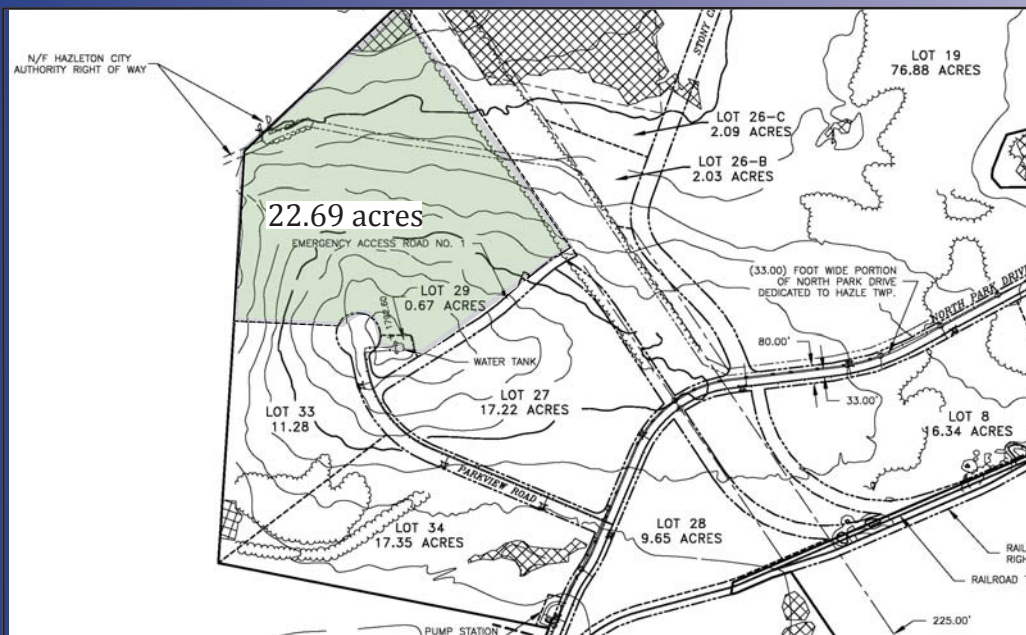 N/F HAZLETON CITY
AUTHORITY RIGHT OF WAY
STONY
LOT 19
76.88 ACRES
LOT 26-C
2.09 ACRES
LOT 26-B
2.03 ACRES
22.69 acres
EMERGENCY ACCESS ROAD NO. 1
(33.00) FOOT WIDE PORTION
OF NORTH PARK DRIVE
DEDICATED TO HAZLE TWP.
NORTH PARK DRIVE
LOT 29
0.67 ACRES
80.00'
33.00'
WATER TANK
LOT 27
17.22 ACRES
LOT 33
11.28
LOT 8
16.34 ACRES
PARKVIEW ROAD
LOT 34
17.35 ACRES
LOT 28
9.65 ACRES
RAILROAD
225.00'
PUMP STATION